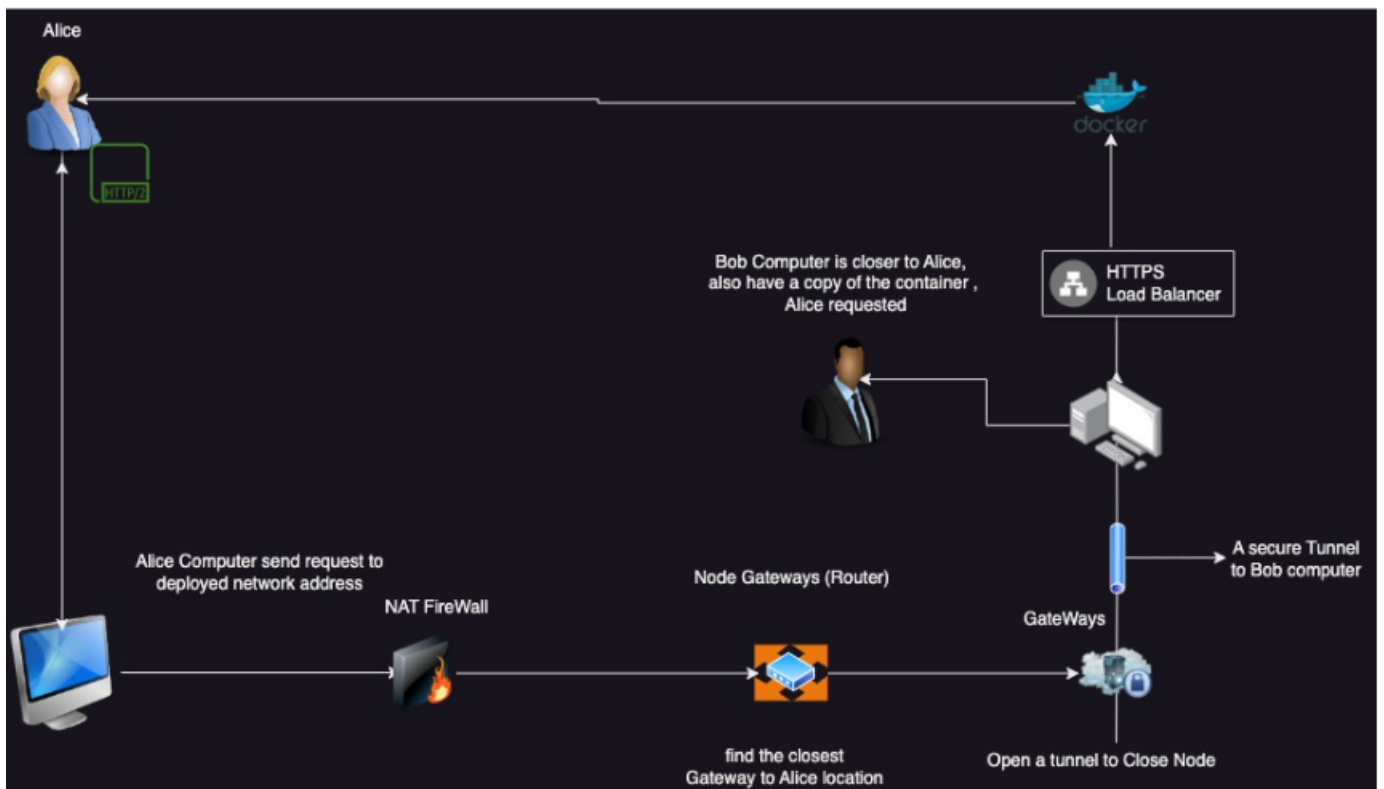 Alice
docker
HTTP/2
Bob Computer is closer to Alice,
also have a copy of the container ,
Alice requested
HTTPS
Load Balancer
Alice Computer send request to
deployed network address
A secure Tunnel
to Bob computer
Node Gateways (Router)
NAT FireWall
GateWays
find the closest
Gateway to Alice location
Open a tunnel to Close Node